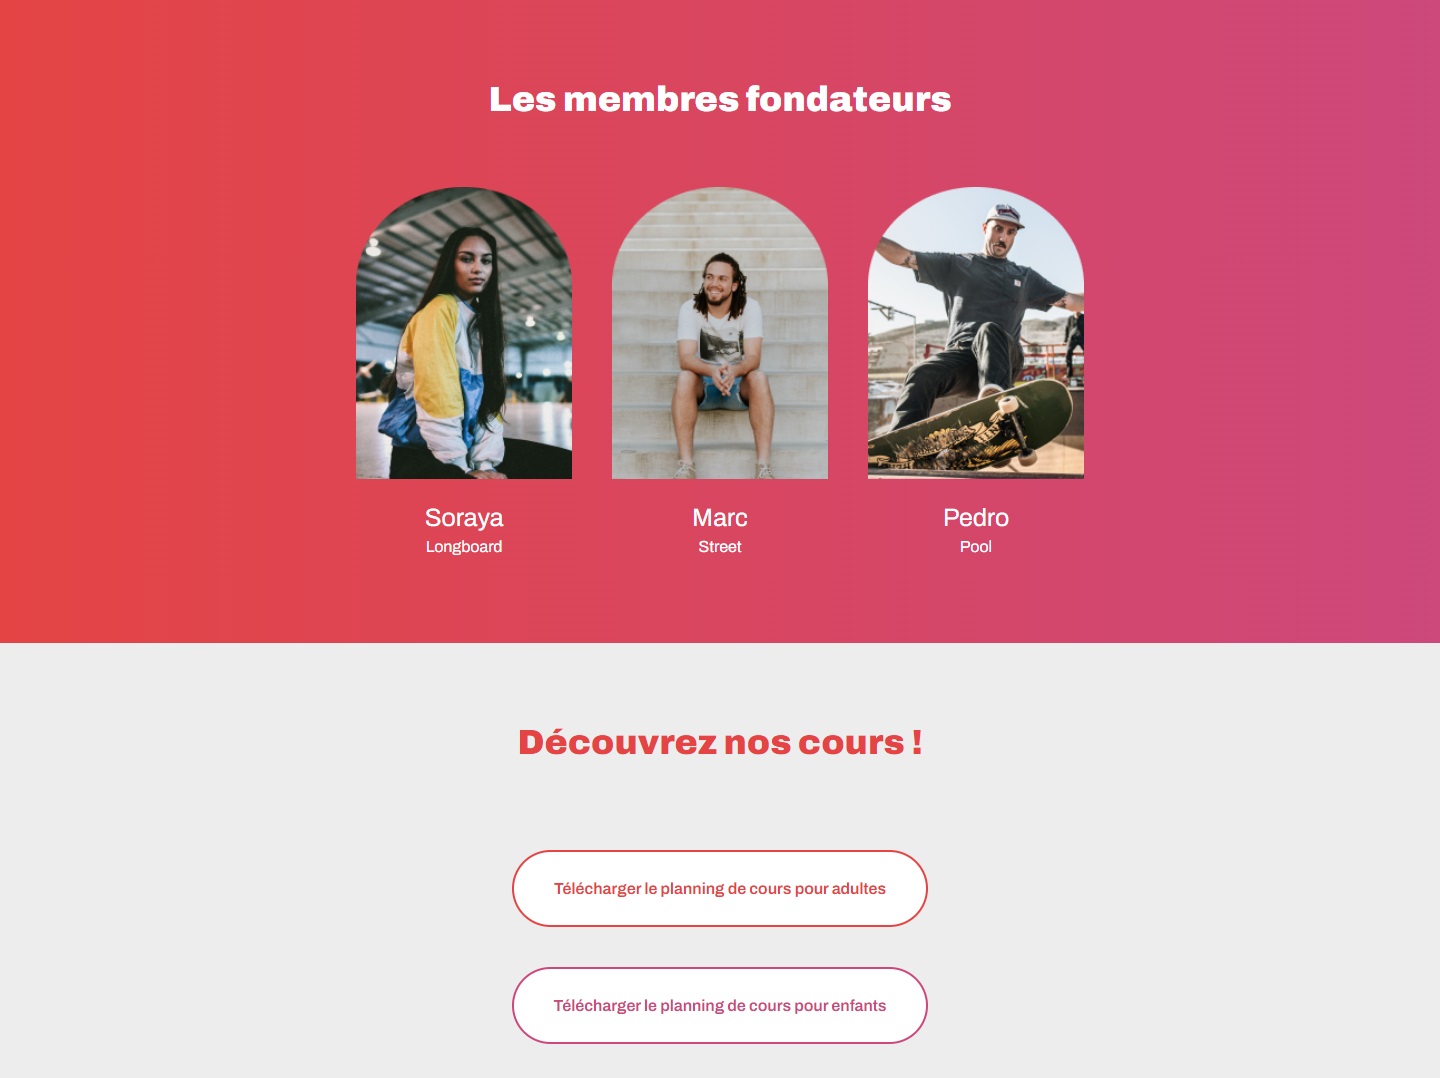 Les membres fondateurs
Soraya
Longboard
Marc
Street
Pedro
Pool
Découvrez nos cours !
Télécharger le planning de cours pour adultes
Télécharger le planning de cours pour enfants